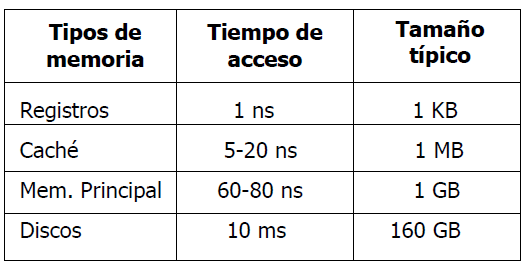 Tipos de memoria Tiempo de acceso Tamaño típico
Registros 1 ns 1 KB
Caché 5-20 ns 1 MB
Mem. Principal 60-80 ns 1 GB
Discos 10 ms 160 GB